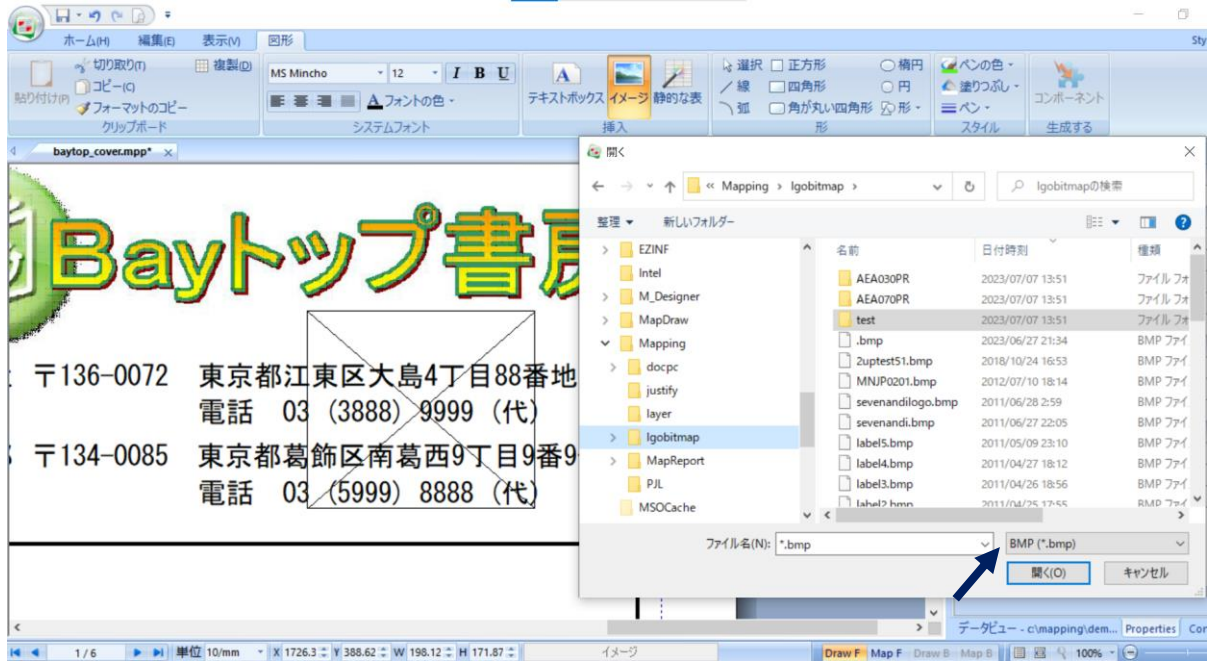 ホーム(H) 編集(E) 表示(V) 図形
Sty
貼り付け(P)
切り取り(T)
コピー(C)
フォーマットのコピー
複製(D)
クリップボード
MS Mincho 12 I B U
フォントの色
システムフォント
テキストボックス イメージ 静的な表
挿入
選択 正方形 楕円
線 四角形 円
弧 角が丸い四角形 形
形
ペンの色
塗りつぶし
ペン
スタイル
コンポーネント
生成する
baytop_cover.mpp*
Bayトップ書房
〒136-0072 東京都江東区大島4丁目88番地
電話 03 (3888) 9999 (代)
〒134-0085 東京都葛飾区南葛西9丁目9番9
電話 03 (5999) 8888 (代)
開く
« Mapping › lgobitmap ›
lgobitmapの検索
整理 新しいフォルダー
EZINF
Intel
M_Designer
MapDraw
Mapping
docpc
justify
layer
lgobitmap
MapReport
PJL
MSOCache
名前 日付時刻 種類
AEA030PR 2023/07/07 13:51 ファイル フォ
AEA070PR 2023/07/07 13:51 ファイル フォ
test 2023/07/07 13:51 ファイル フォ
.bmp 2023/06/27 21:34 BMP ファイ
2uptest51.bmp 2018/10/24 16:53 BMP ファイ
MNJP0201.bmp 2012/07/10 18:14 BMP ファイ
sevenandilogo.bmp 2011/06/28 2:59 BMP ファイ
sevenandi.bmp 2011/06/27 22:05 BMP ファイ
label5.bmp 2011/05/09 23:10 BMP ファイ
label4.bmp 2011/04/27 18:12 BMP ファイ
label3.bmp 2011/04/26 18:56 BMP ファイ
label2.bmp 2011/04/25 17:55 BMP ファイ
ファイル名(N): *.bmp BMP (*.bmp)
開く(O) キャンセル
データビュー - c:\mapping\dem... Properties Cor
1 / 6 単位 10/mm X 1726.3 Y 388.62 W 198.12 H 171.87 イメージ Draw F Map F Draw B Map B 100%